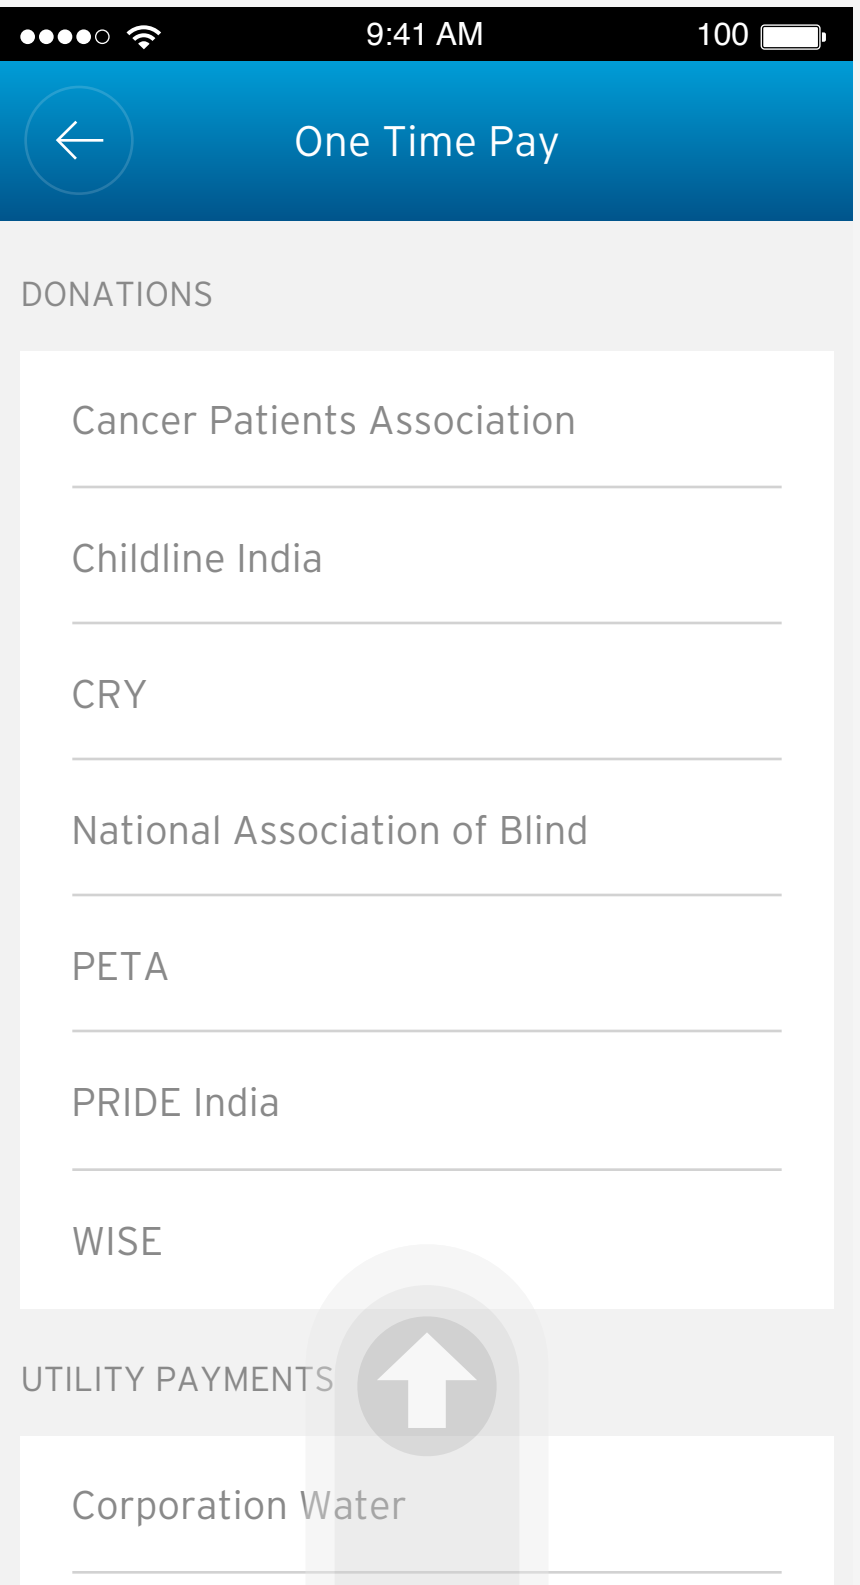 9:41 AM
100
One Time Pay
DONATIONS
Cancer Patients Association
Childline India
CRY
National Association of Blind
PETA
PRIDE India
WISE
UTILITY PAYMENTS
Corporation Water